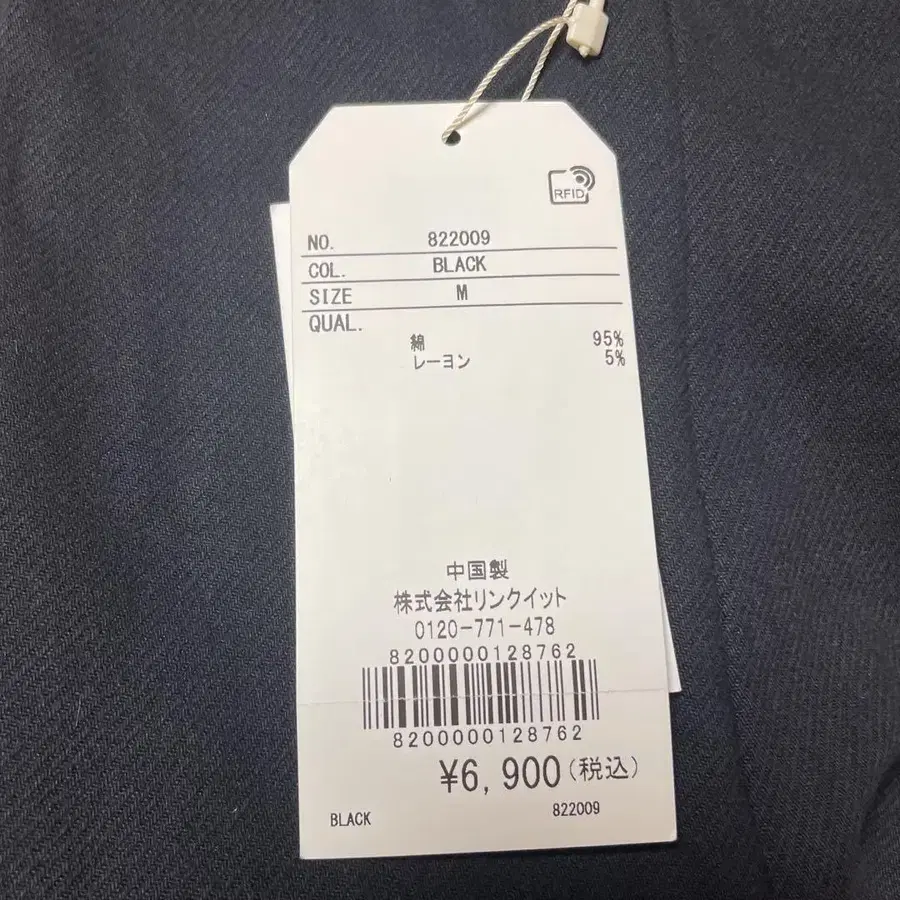 RFID
NO. 822009
COL. BLACK
SIZE M
QUAL.
綿 95%
レーヨン 5%
中国製
株式会社リンクイット
0120-771-478
8200000128762
8200000128762
¥6,900(税込)
BLACK 822009